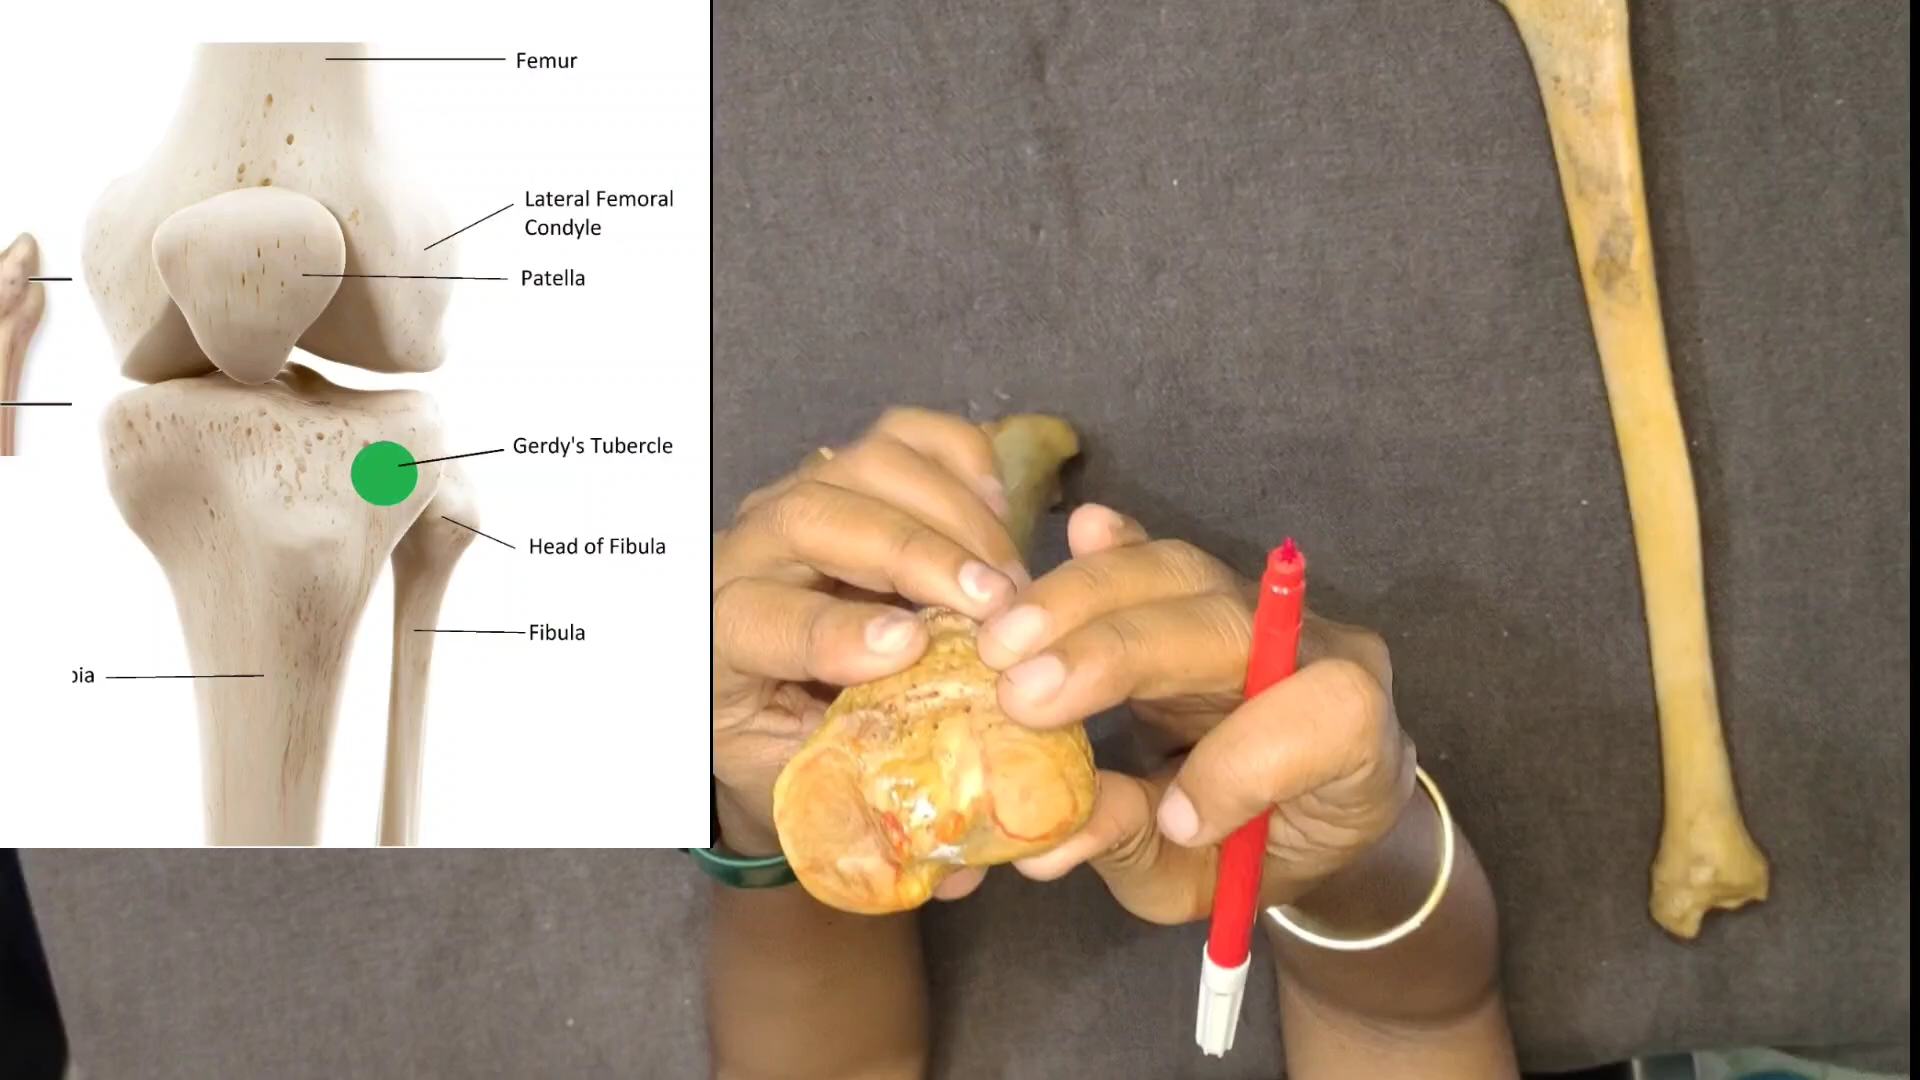 Femur
Lateral Femoral
Condyle
Patella
Gerdy's Tubercle
Head of Fibula
Fibula